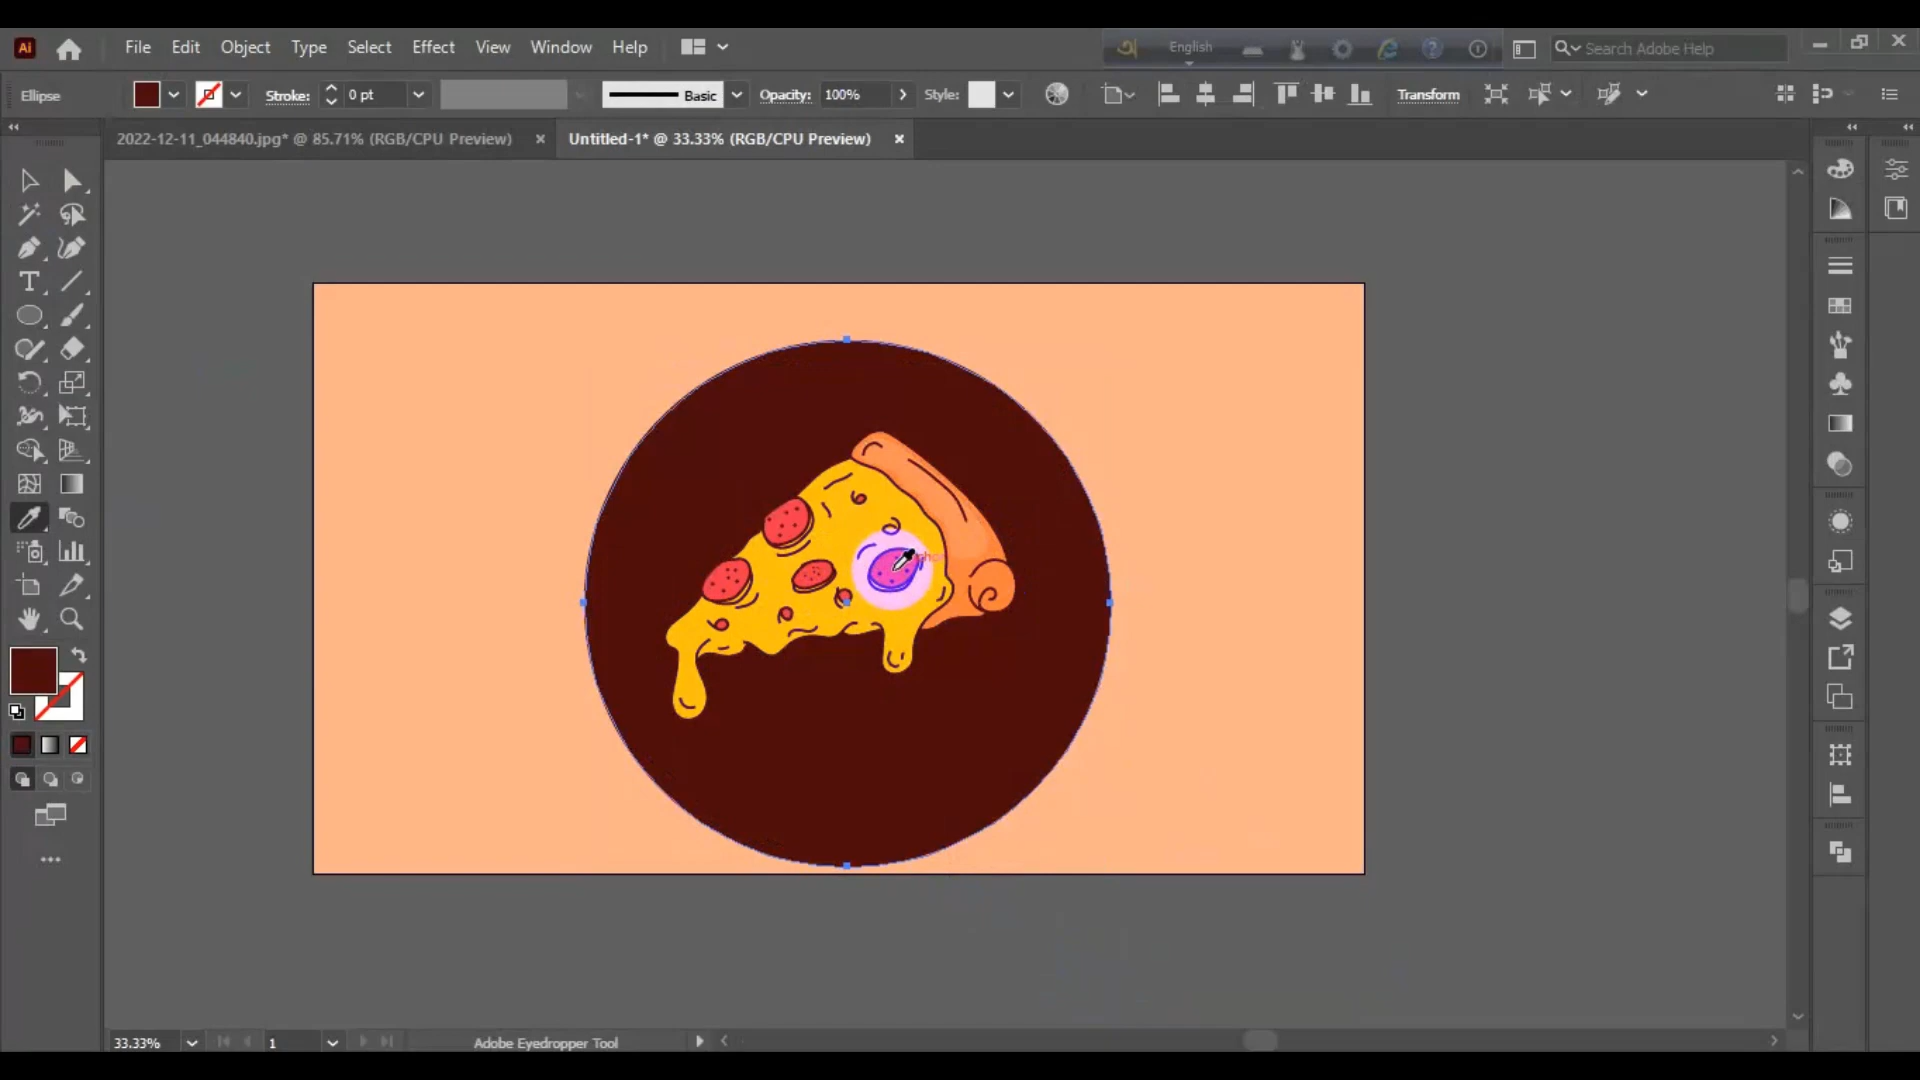 Ai File Edit Object Type Select Effect View Window Help অ English Search Adobe Help
Ellipse Stroke: 0 pt Basic Opacity: 100% Style: Transform
2022-12-11_044840.jpg* @ 85.71% (RGB/CPU Preview) Untitled-1* @ 33.33% (RGB/CPU Preview)
33.33% 1 Adobe Eyedropper Tool